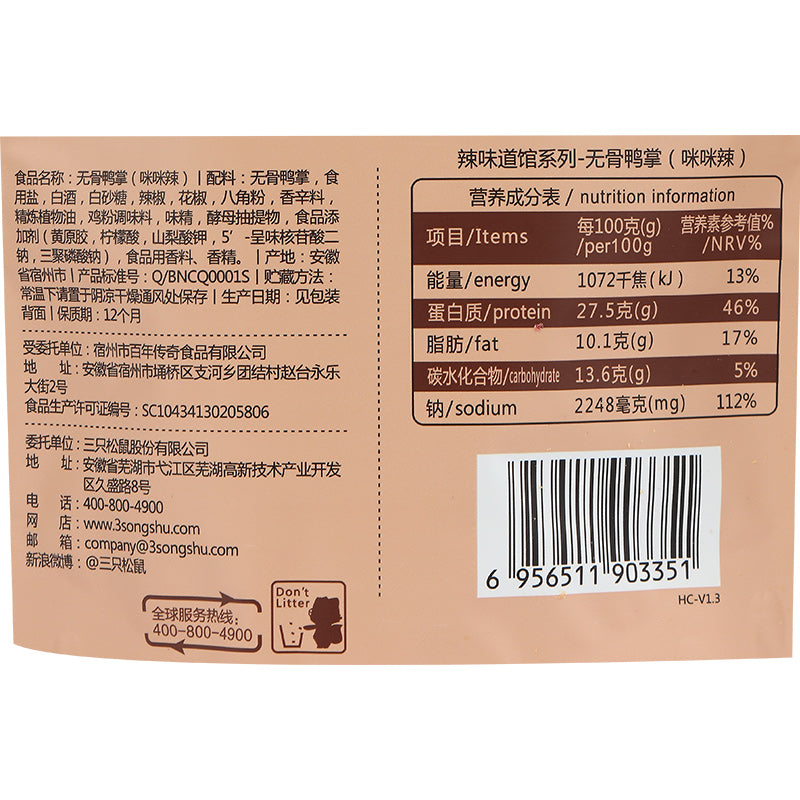 食品名称：无骨鸭掌（咪咪辣）丨配料：无骨鸭掌，食
用盐，白酒，白砂糖，辣椒，花椒，八角粉，香辛料，
精炼植物油，鸡粉调味料，味精，酵母抽提物，食品添
加剂（黄原胶，柠檬酸，山梨酸钾，5＇-呈味核苷酸二
钠，三聚磷酸钠），食品用香料、香精。丨产地：安徽
省宿州市丨产品标准号：Q/BNCQ0001S丨贮藏方法：
常温下请置于阴凉干燥通风处保存丨生产日期：见包装
背面丨保质期：12个月
受委托单位：宿州市百年传奇食品有限公司
地 址：安徽省宿州市埇桥区支河乡团结村赵台永乐
大街2号
食品生产许可证编号：SC10434130205806
委托单位：三只松鼠股份有限公司
地 址：安徽省芜湖市弋江区芜湖高新技术产业开发
区久盛路8号
电 话：400-800-4900
网 店：www.3songshu.com
邮 箱：company@3songshu.com
新浪微博：@三只松鼠
全球服务热线：
400-800-4900
Don't
Litter
辣味道馆系列-无骨鸭掌（咪咪辣）
营养成分表 / nutrition information
项目/Items 每100克(g)/per100g 营养素参考值%/NRV%
能量/energy 1072千焦(kJ) 13%
蛋白质/protein 27.5克(g) 46%
脂肪/fat 10.1克(g) 17%
碳水化合物/carbohydrate 13.6克(g) 5%
钠/sodium 2248毫克(mg) 112%
6 956511 903351
HC-V1.3